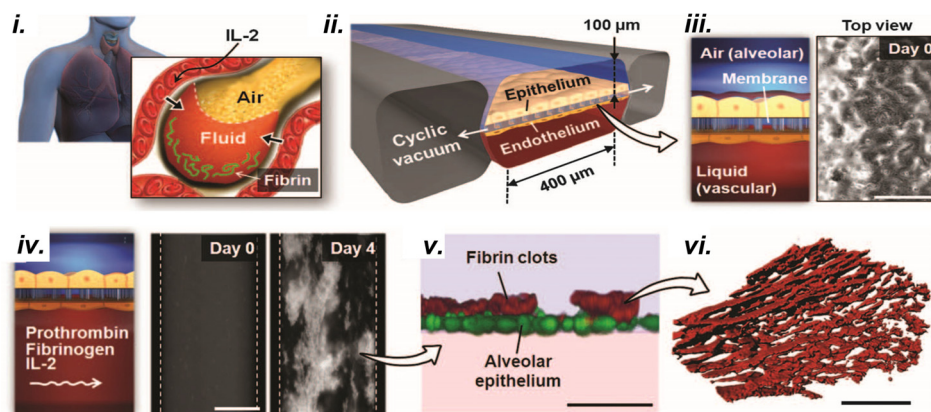 i.
IL-2
Air
Fluid
Fibrin
ii.
100 µm
Epithelium
Cyclic
vacuum
Endothelium
400 µm
iii.
Top view
Air (alveolar)
Day 0
Membrane
Liquid
(vascular)
iv.
Day 0
Day 4
Prothrombin
Fibrinogen
IL-2
v.
Fibrin clots
Alveolar
epithelium
vi.